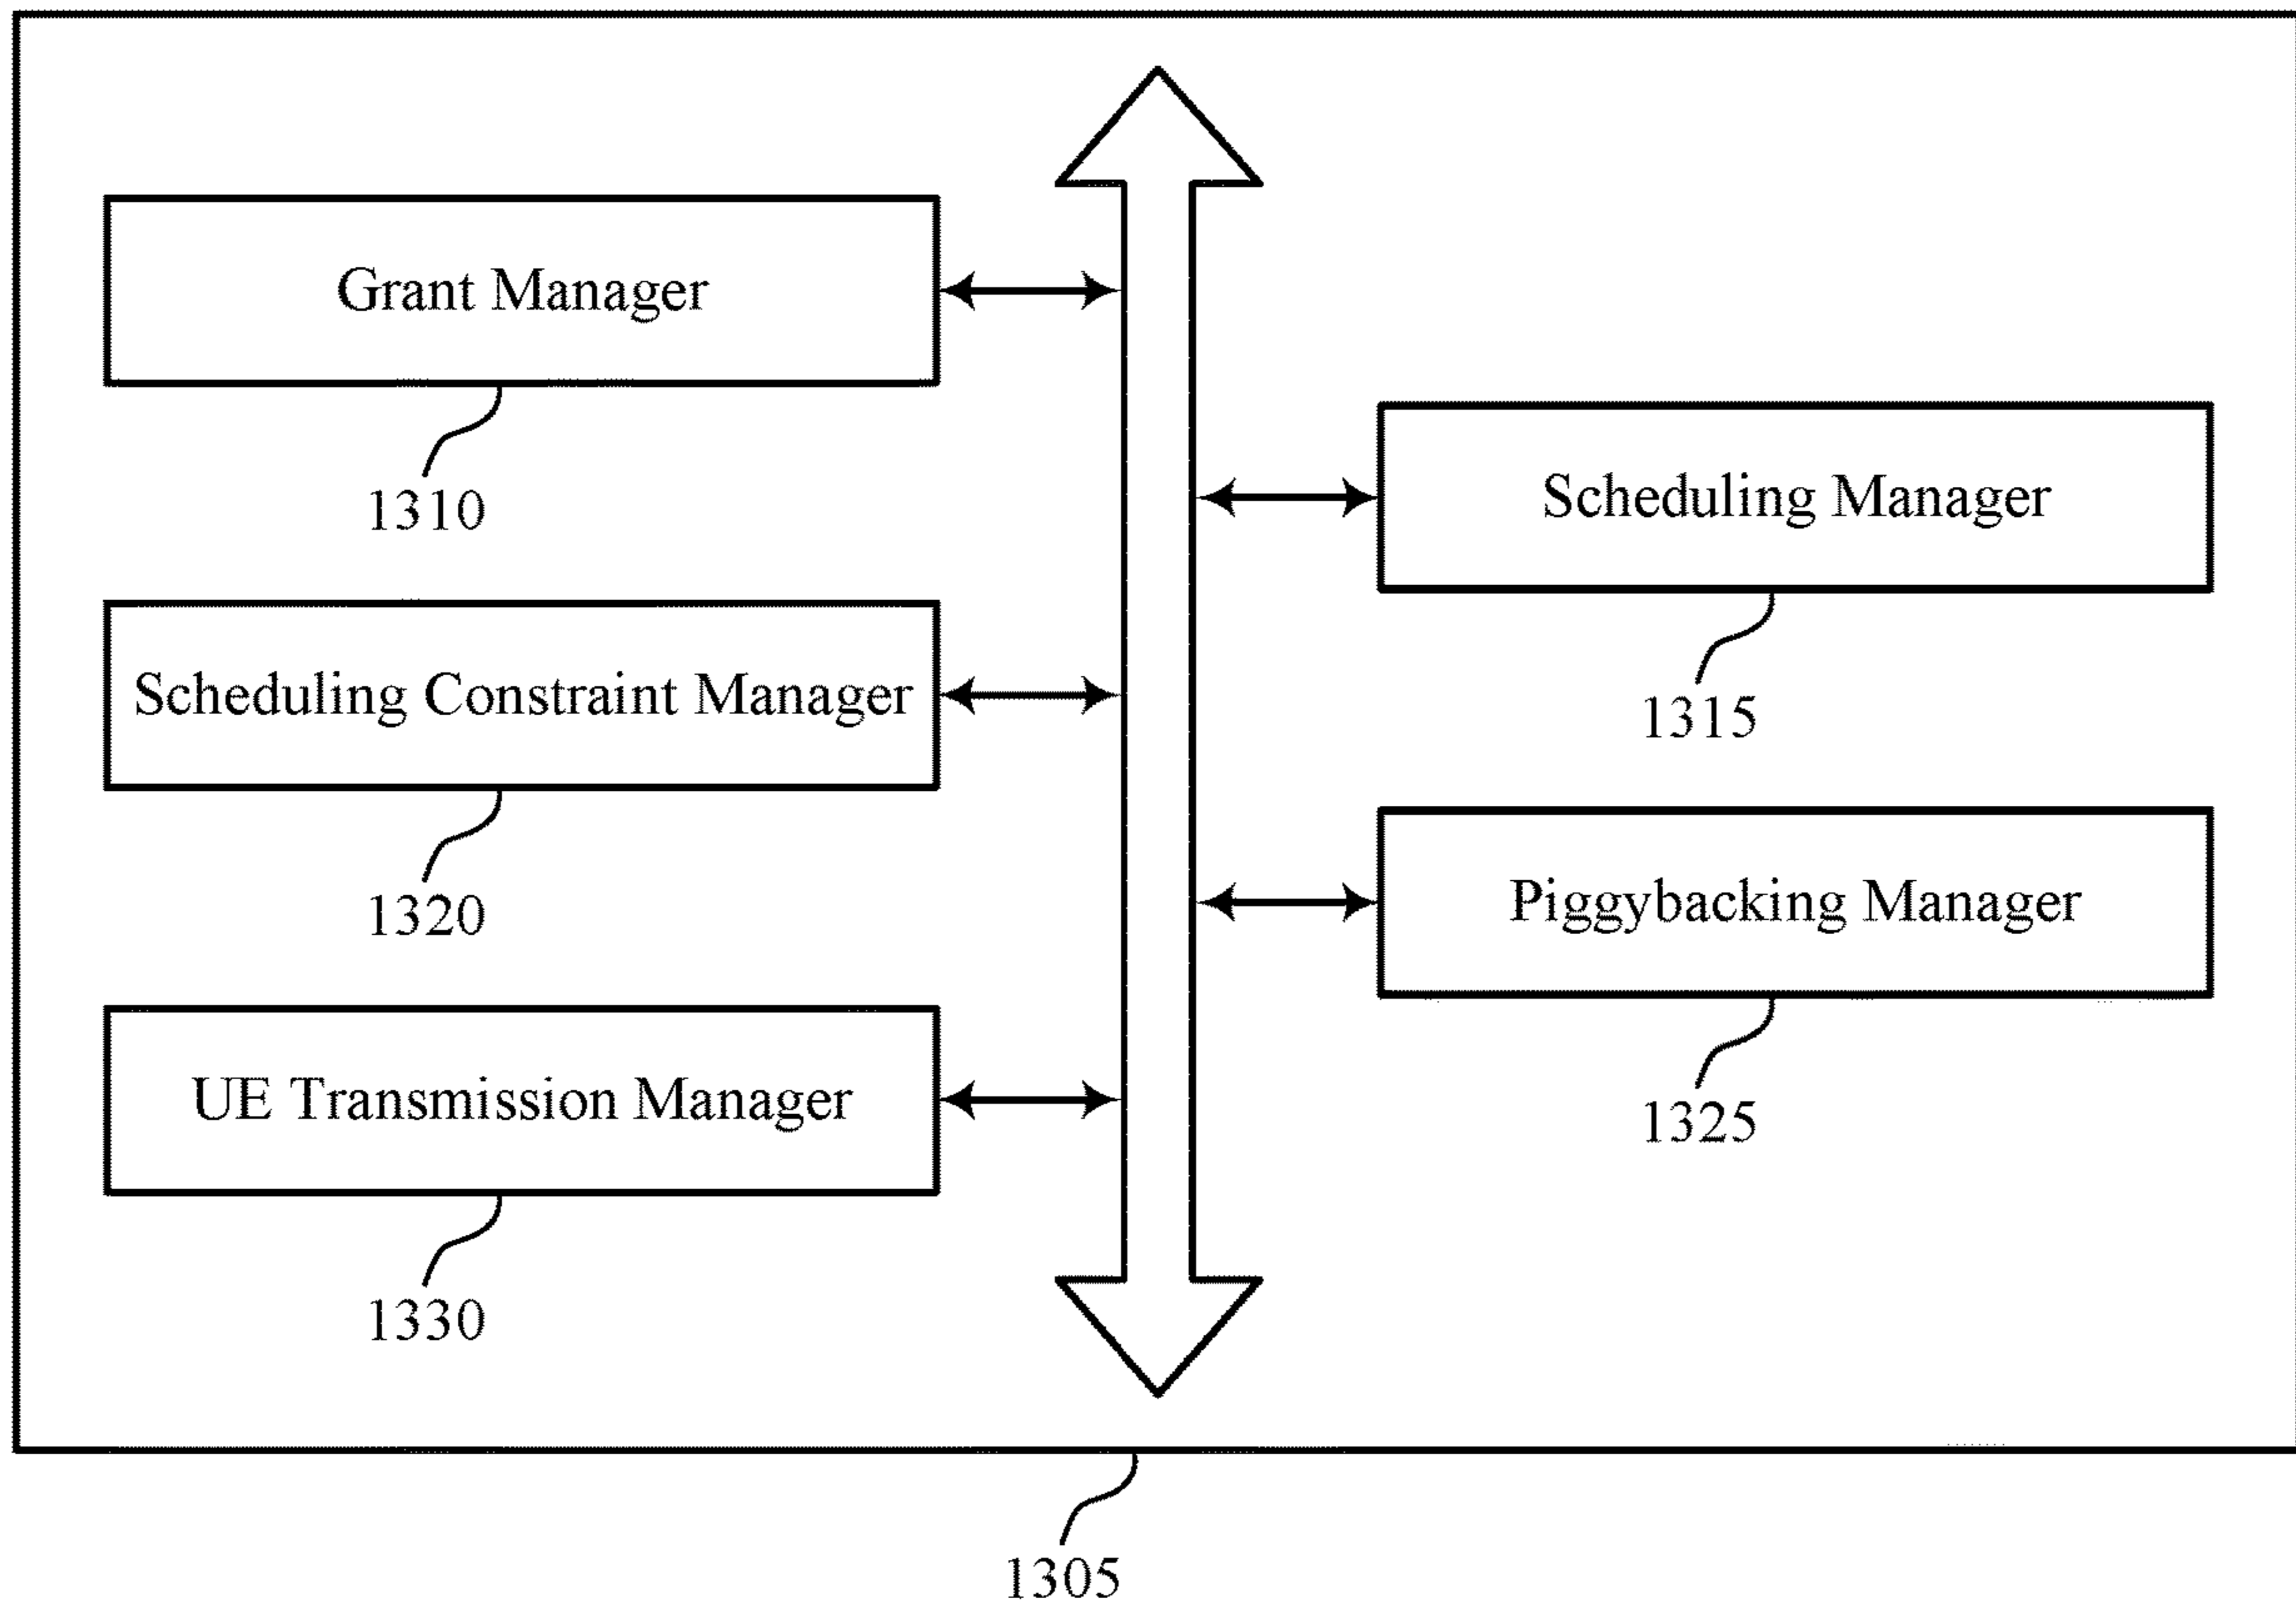 Grant Manager
1310
Scheduling Manager
1315
Scheduling Constraint Manager
1320
Piggybacking Manager
1325
UE Transmission Manager
1330
1305